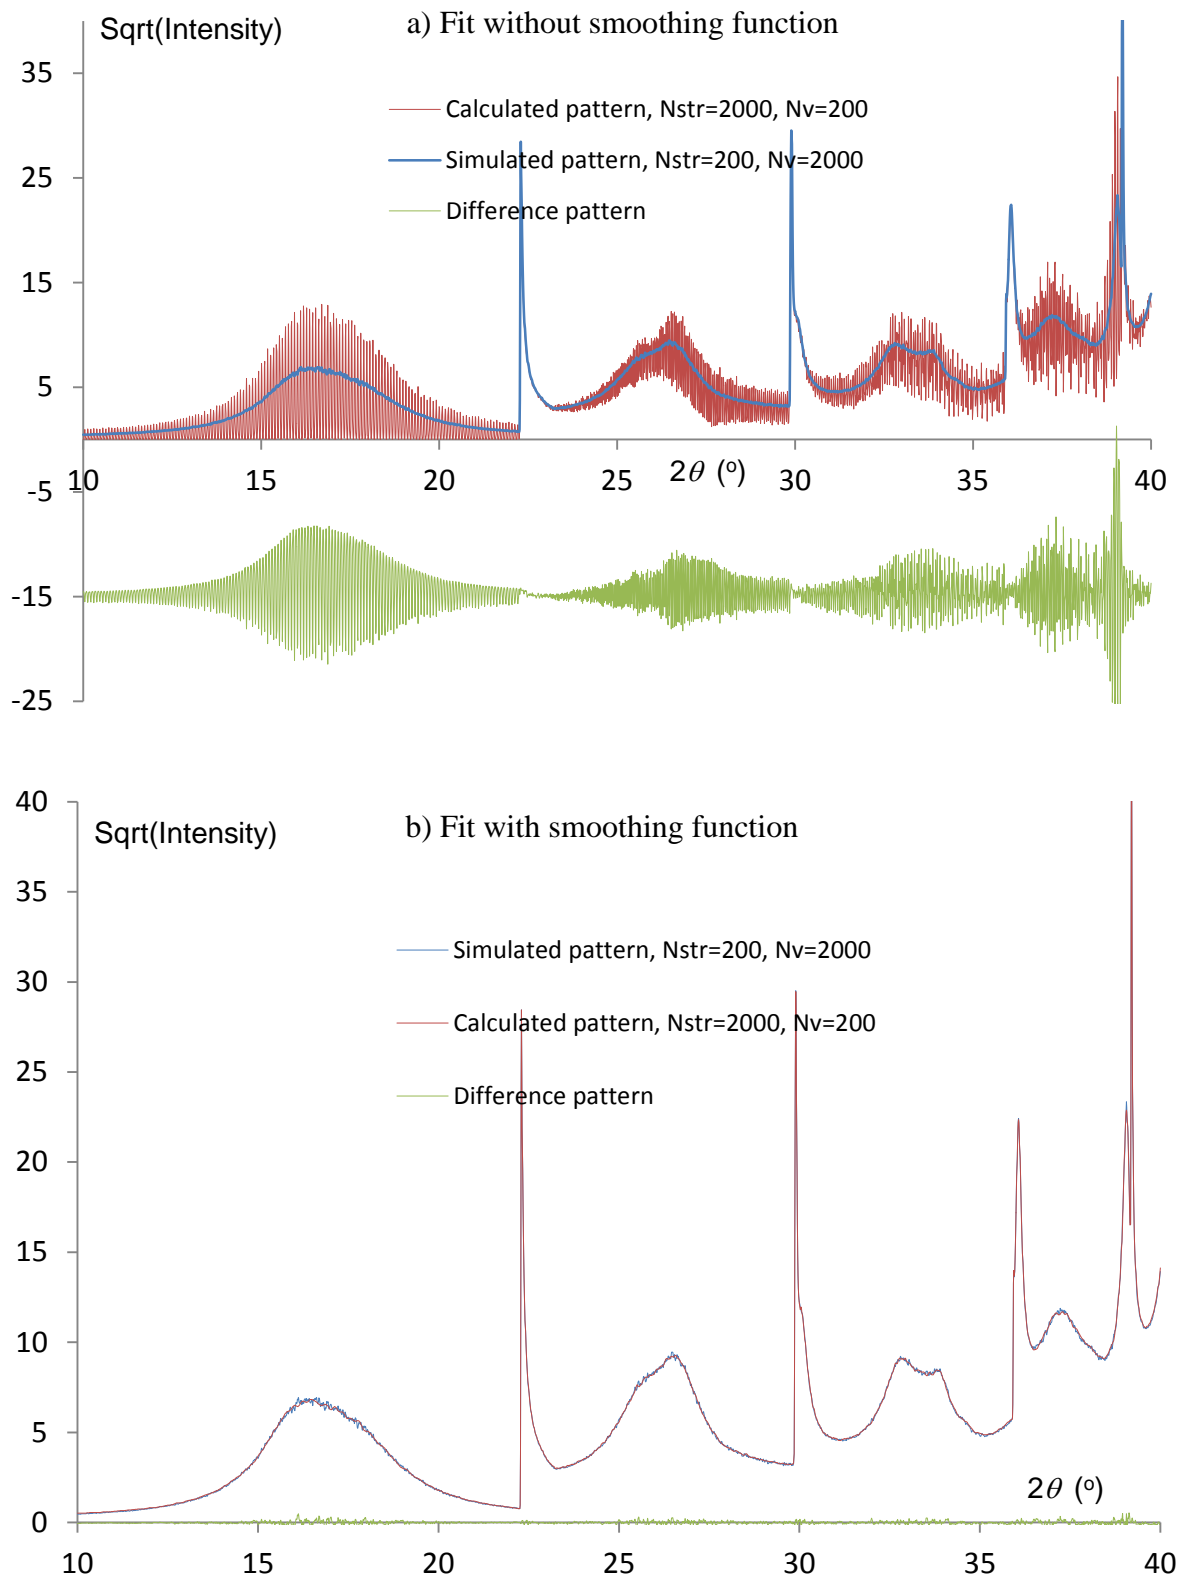 Sqrt(Intensity)
a) Fit without smoothing function
35
Calculated pattern, Nstr=2000, Nv=200
Simulated pattern, Nstr=200, Nv=2000
25
Difference pattern
15
5
10 15 20 25 30 35 40
2θ (o)
-5
-15
-25
40
Sqrt(Intensity)
b) Fit with smoothing function
35
Simulated pattern, Nstr=200, Nv=2000
30
Calculated pattern, Nstr=2000, Nv=200
25
Difference pattern
20
15
10
5
2θ (o)
0
10 15 20 25 30 35 40